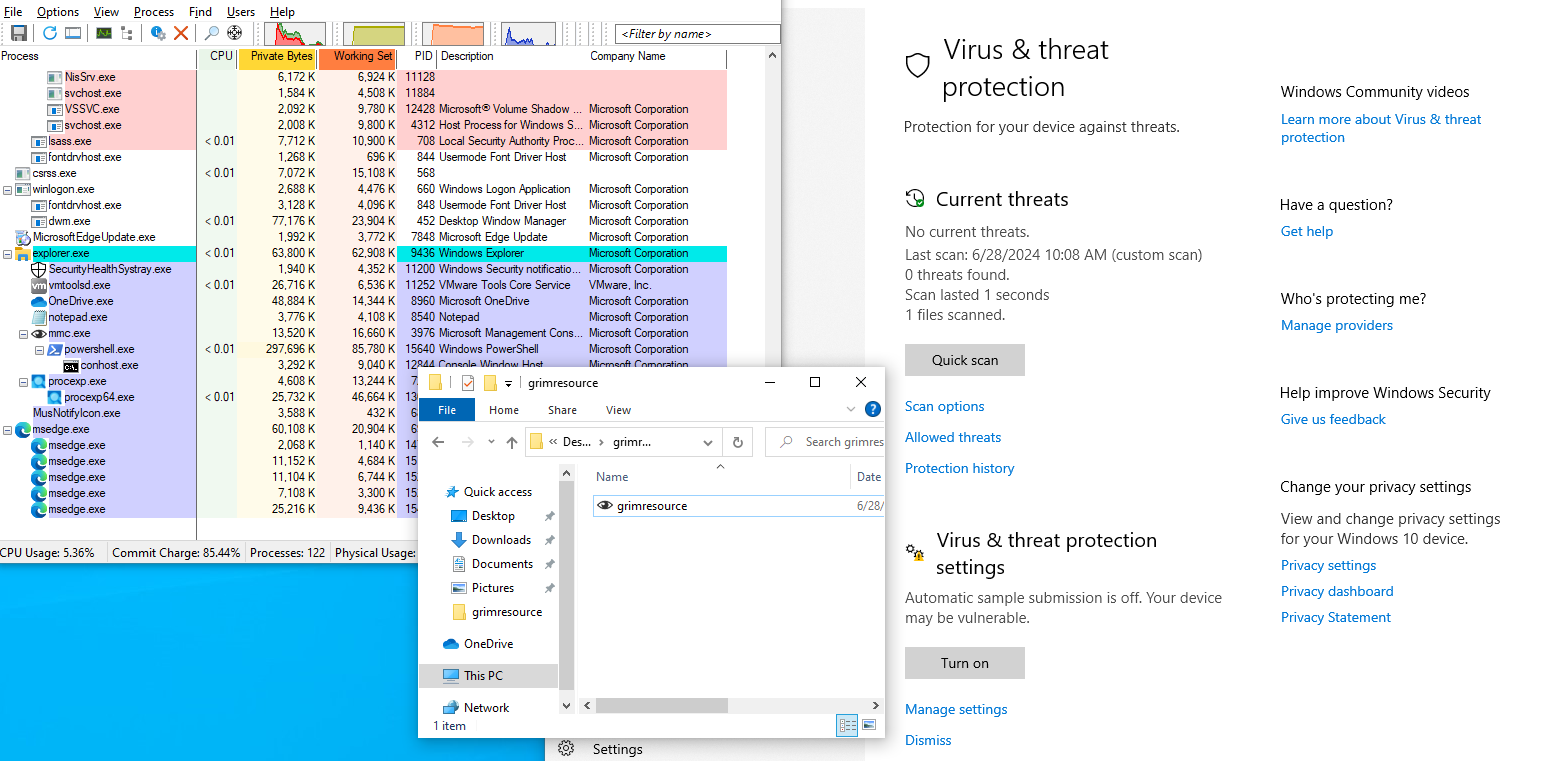 File Options View Process Find Users Help
<Filter by name>
Process CPU Private Bytes Working Set PID Description Company Name
NisSrv.exe 6,172 K 6,924 K 11128
svchost.exe 1,584 K 4,508 K 11884
VSSVC.exe 2,092 K 9,780 K 12428 Microsoft® Volume Shadow ... Microsoft Corporation
svchost.exe 2,008 K 9,800 K 4312 Host Process for Windows S... Microsoft Corporation
lsass.exe < 0.01 7,712 K 10,900 K 708 Local Security Authority Proc... Microsoft Corporation
fontdrvhost.exe 1,268 K 696 K 844 Usermode Font Driver Host Microsoft Corporation
csrss.exe < 0.01 7,072 K 15,108 K 568
winlogon.exe 2,688 K 4,476 K 660 Windows Logon Application Microsoft Corporation
fontdrvhost.exe 3,128 K 4,096 K 848 Usermode Font Driver Host Microsoft Corporation
dwm.exe < 0.01 77,176 K 23,904 K 452 Desktop Window Manager Microsoft Corporation
MicrosoftEdgeUpdate.exe 1,992 K 3,772 K 7848 Microsoft Edge Update Microsoft Corporation
explorer.exe < 0.01 63,800 K 62,908 K 9436 Windows Explorer Microsoft Corporation
SecurityHealthSystray.exe 1,940 K 4,352 K 11200 Windows Security notificatio... Microsoft Corporation
vm vmtoolsd.exe < 0.01 26,716 K 6,536 K 11252 VMware Tools Core Service VMware, Inc.
OneDrive.exe 48,884 K 14,344 K 8960 Microsoft OneDrive Microsoft Corporation
notepad.exe 3,776 K 4,108 K 8540 Notepad Microsoft Corporation
mmc.exe 13,520 K 16,660 K 3976 Microsoft Management Cons... Microsoft Corporation
powershell.exe < 0.01 297,696 K 85,780 K 15640 Windows PowerShell Microsoft Corporation
conhost.exe 3,292 K 9,040 K 12844 Console Window Host Microsoft Corporation
procexp.exe 4,608 K 13,244 K
procexp64.exe < 0.01 25,732 K 46,664 K
MusNotifyIcon.exe 3,588 K 432 K
msedge.exe 60,108 K 20,904 K
msedge.exe 2,068 K 1,140 K
msedge.exe 11,152 K 4,684 K
msedge.exe 11,104 K 6,744 K
msedge.exe 7,108 K 3,300 K
msedge.exe 25,216 K 9,436 K
CPU Usage: 5.36% Commit Charge: 85.44% Processes: 122 Physical Usage:
grimresource
File Home Share View
« Des... › grimr...
Search grimres
Name Date
grimresource 6/28/
Quick access
Desktop
Downloads
Documents
Pictures
grimresource
OneDrive
This PC
Network
1 item
Settings
Virus & threat
protection
Protection for your device against threats.
Current threats
No current threats.
Last scan: 6/28/2024 10:08 AM (custom scan)
0 threats found.
Scan lasted 1 seconds
1 files scanned.
Quick scan
Scan options
Allowed threats
Protection history
Virus & threat protection
settings
Automatic sample submission is off. Your device
may be vulnerable.
Turn on
Manage settings
Dismiss
Windows Community videos
Learn more about Virus & threat
protection
Have a question?
Get help
Who's protecting me?
Manage providers
Help improve Windows Security
Give us feedback
Change your privacy settings
View and change privacy settings
for your Windows 10 device.
Privacy settings
Privacy dashboard
Privacy Statement